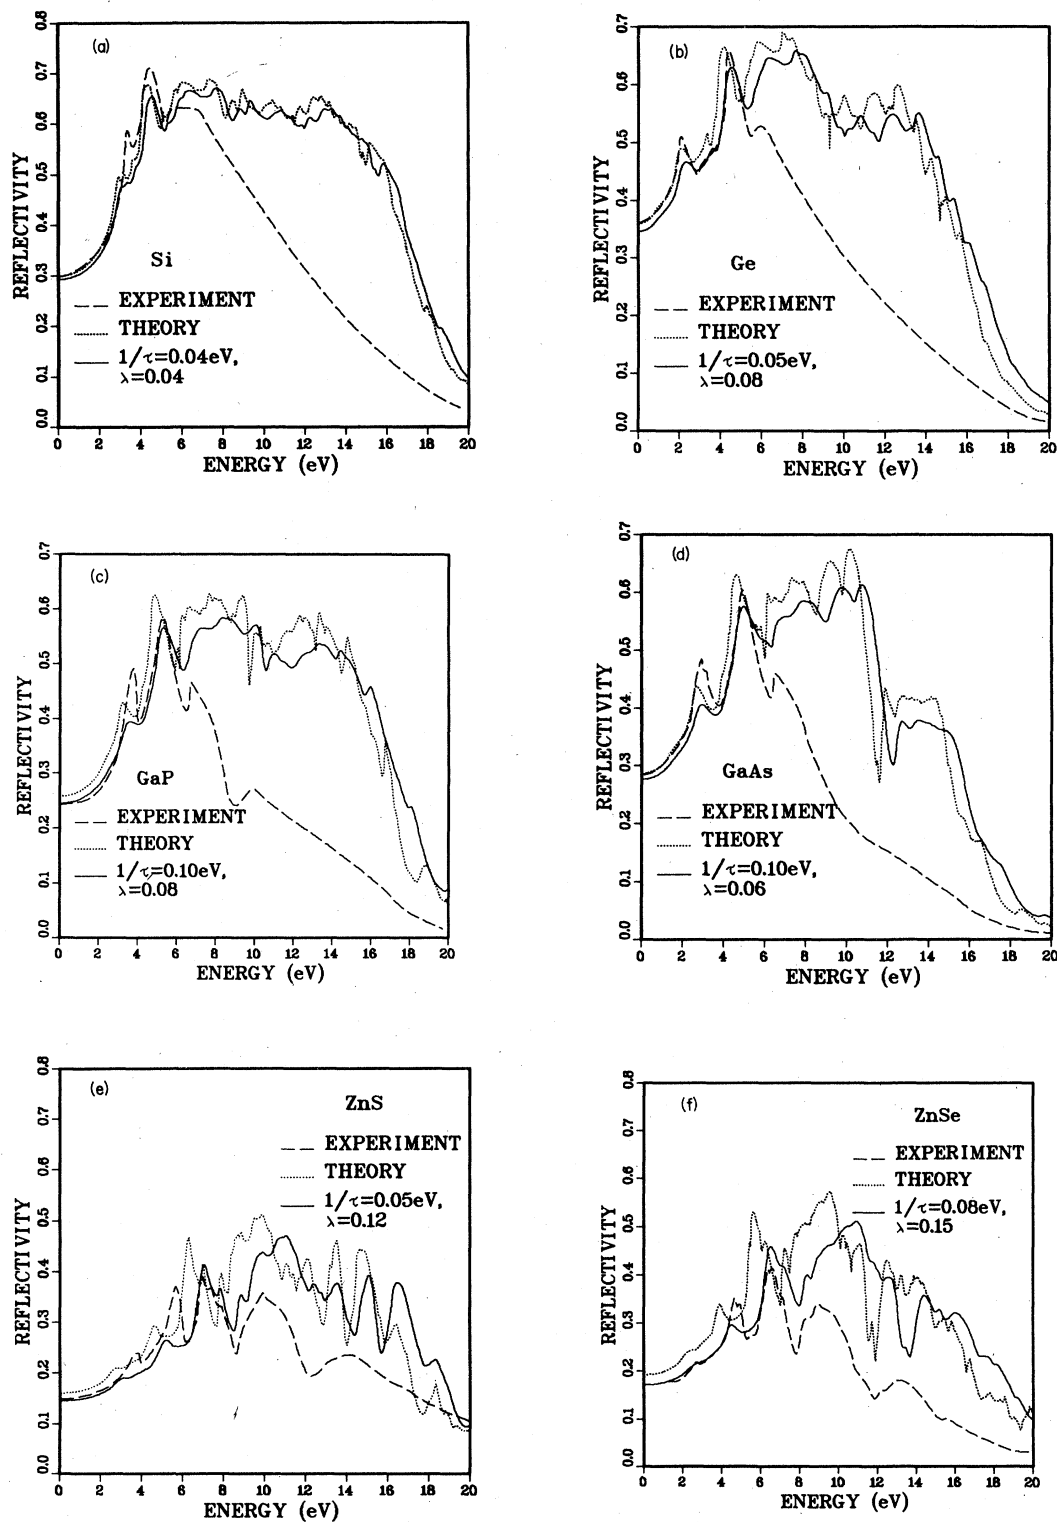 (a)
0.8
0.7
0.6
0.5
0.4
0.3
0.2
0.1
0.0
REFLECTIVITY
Si
EXPERIMENT
THEORY
1/τ=0.04eV,
λ=0.04
0 2 4 6 8 10 12 14 16 18 20
ENERGY (eV)
(b)
0.7
0.6
0.5
0.4
0.3
0.2
0.1
0.0
REFLECTIVITY
Ge
EXPERIMENT
THEORY
1/τ=0.05eV,
λ=0.08
0 2 4 6 8 10 12 14 16 18 20
ENERGY (eV)
(c)
0.7
0.6
0.5
0.4
0.3
0.2
0.1
0.0
REFLECTIVITY
GaP
EXPERIMENT
THEORY
1/τ=0.10eV,
λ=0.08
0 2 4 6 8 10 12 14 16 18 20
ENERGY (eV)
(d)
0.7
0.6
0.5
0.4
0.3
0.2
0.1
0.0
REFLECTIVITY
GaAs
EXPERIMENT
THEORY
1/τ=0.10eV,
λ=0.06
0 2 4 6 8 10 12 14 16 18 20
ENERGY (eV)
(e)
0.8
0.7
0.6
0.5
0.4
0.3
0.2
0.1
0.0
REFLECTIVITY
ZnS
EXPERIMENT
THEORY
1/τ=0.05eV,
λ=0.12
0 2 4 6 8 10 12 14 16 18 20
ENERGY (eV)
(f)
0.8
0.7
0.6
0.5
0.4
0.3
0.2
0.1
0.0
REFLECTIVITY
ZnSe
EXPERIMENT
THEORY
1/τ=0.08eV,
λ=0.15
0 2 4 6 8 10 12 14 16 18 20
ENERGY (eV)